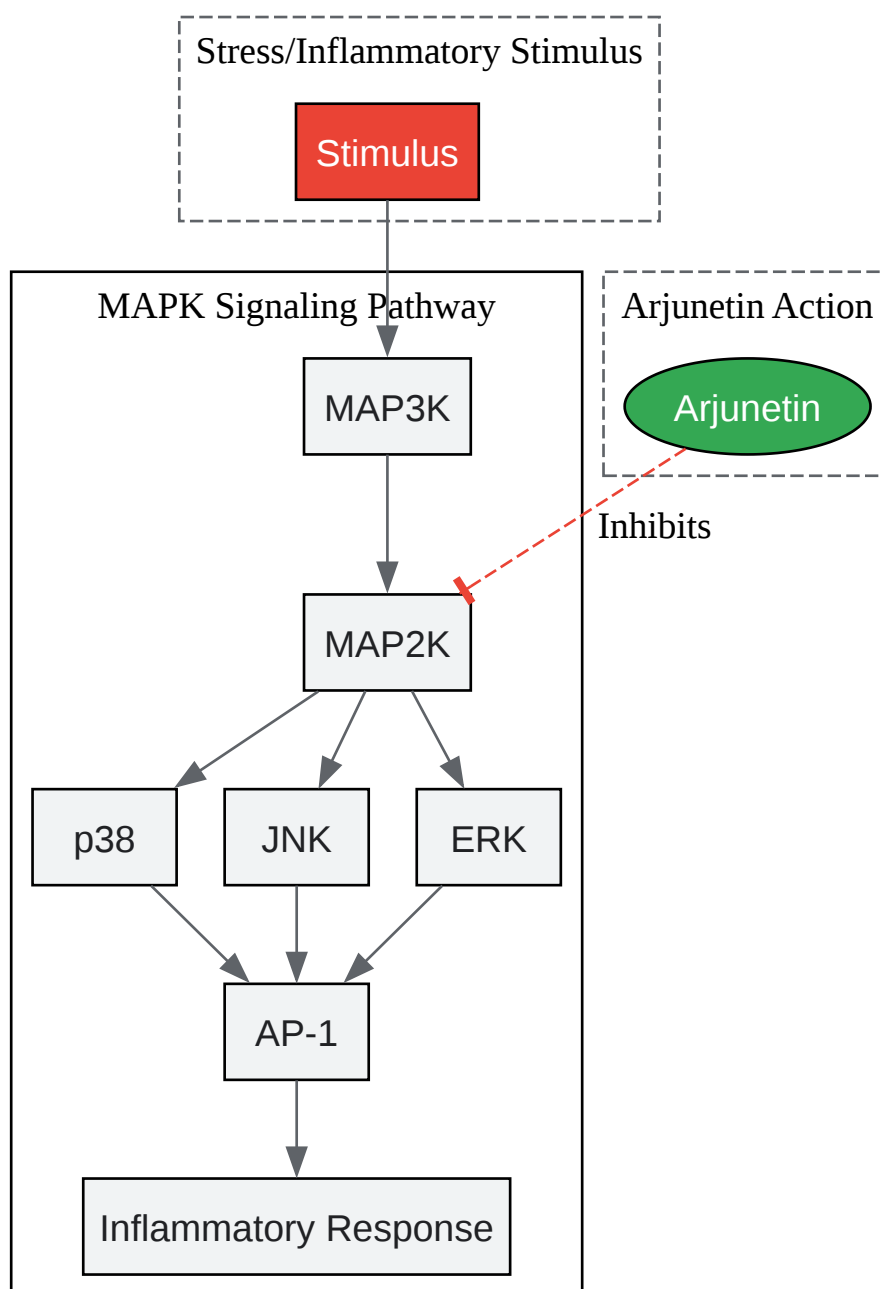 Stress/Inflammatory Stimulus
Stimulus
MAPK Signaling Pathway
Arjunetin Action
MAP3K
Arjunetin
Inhibits
MAP2K
p38
JNK
ERK
AP-1
Inflammatory Response